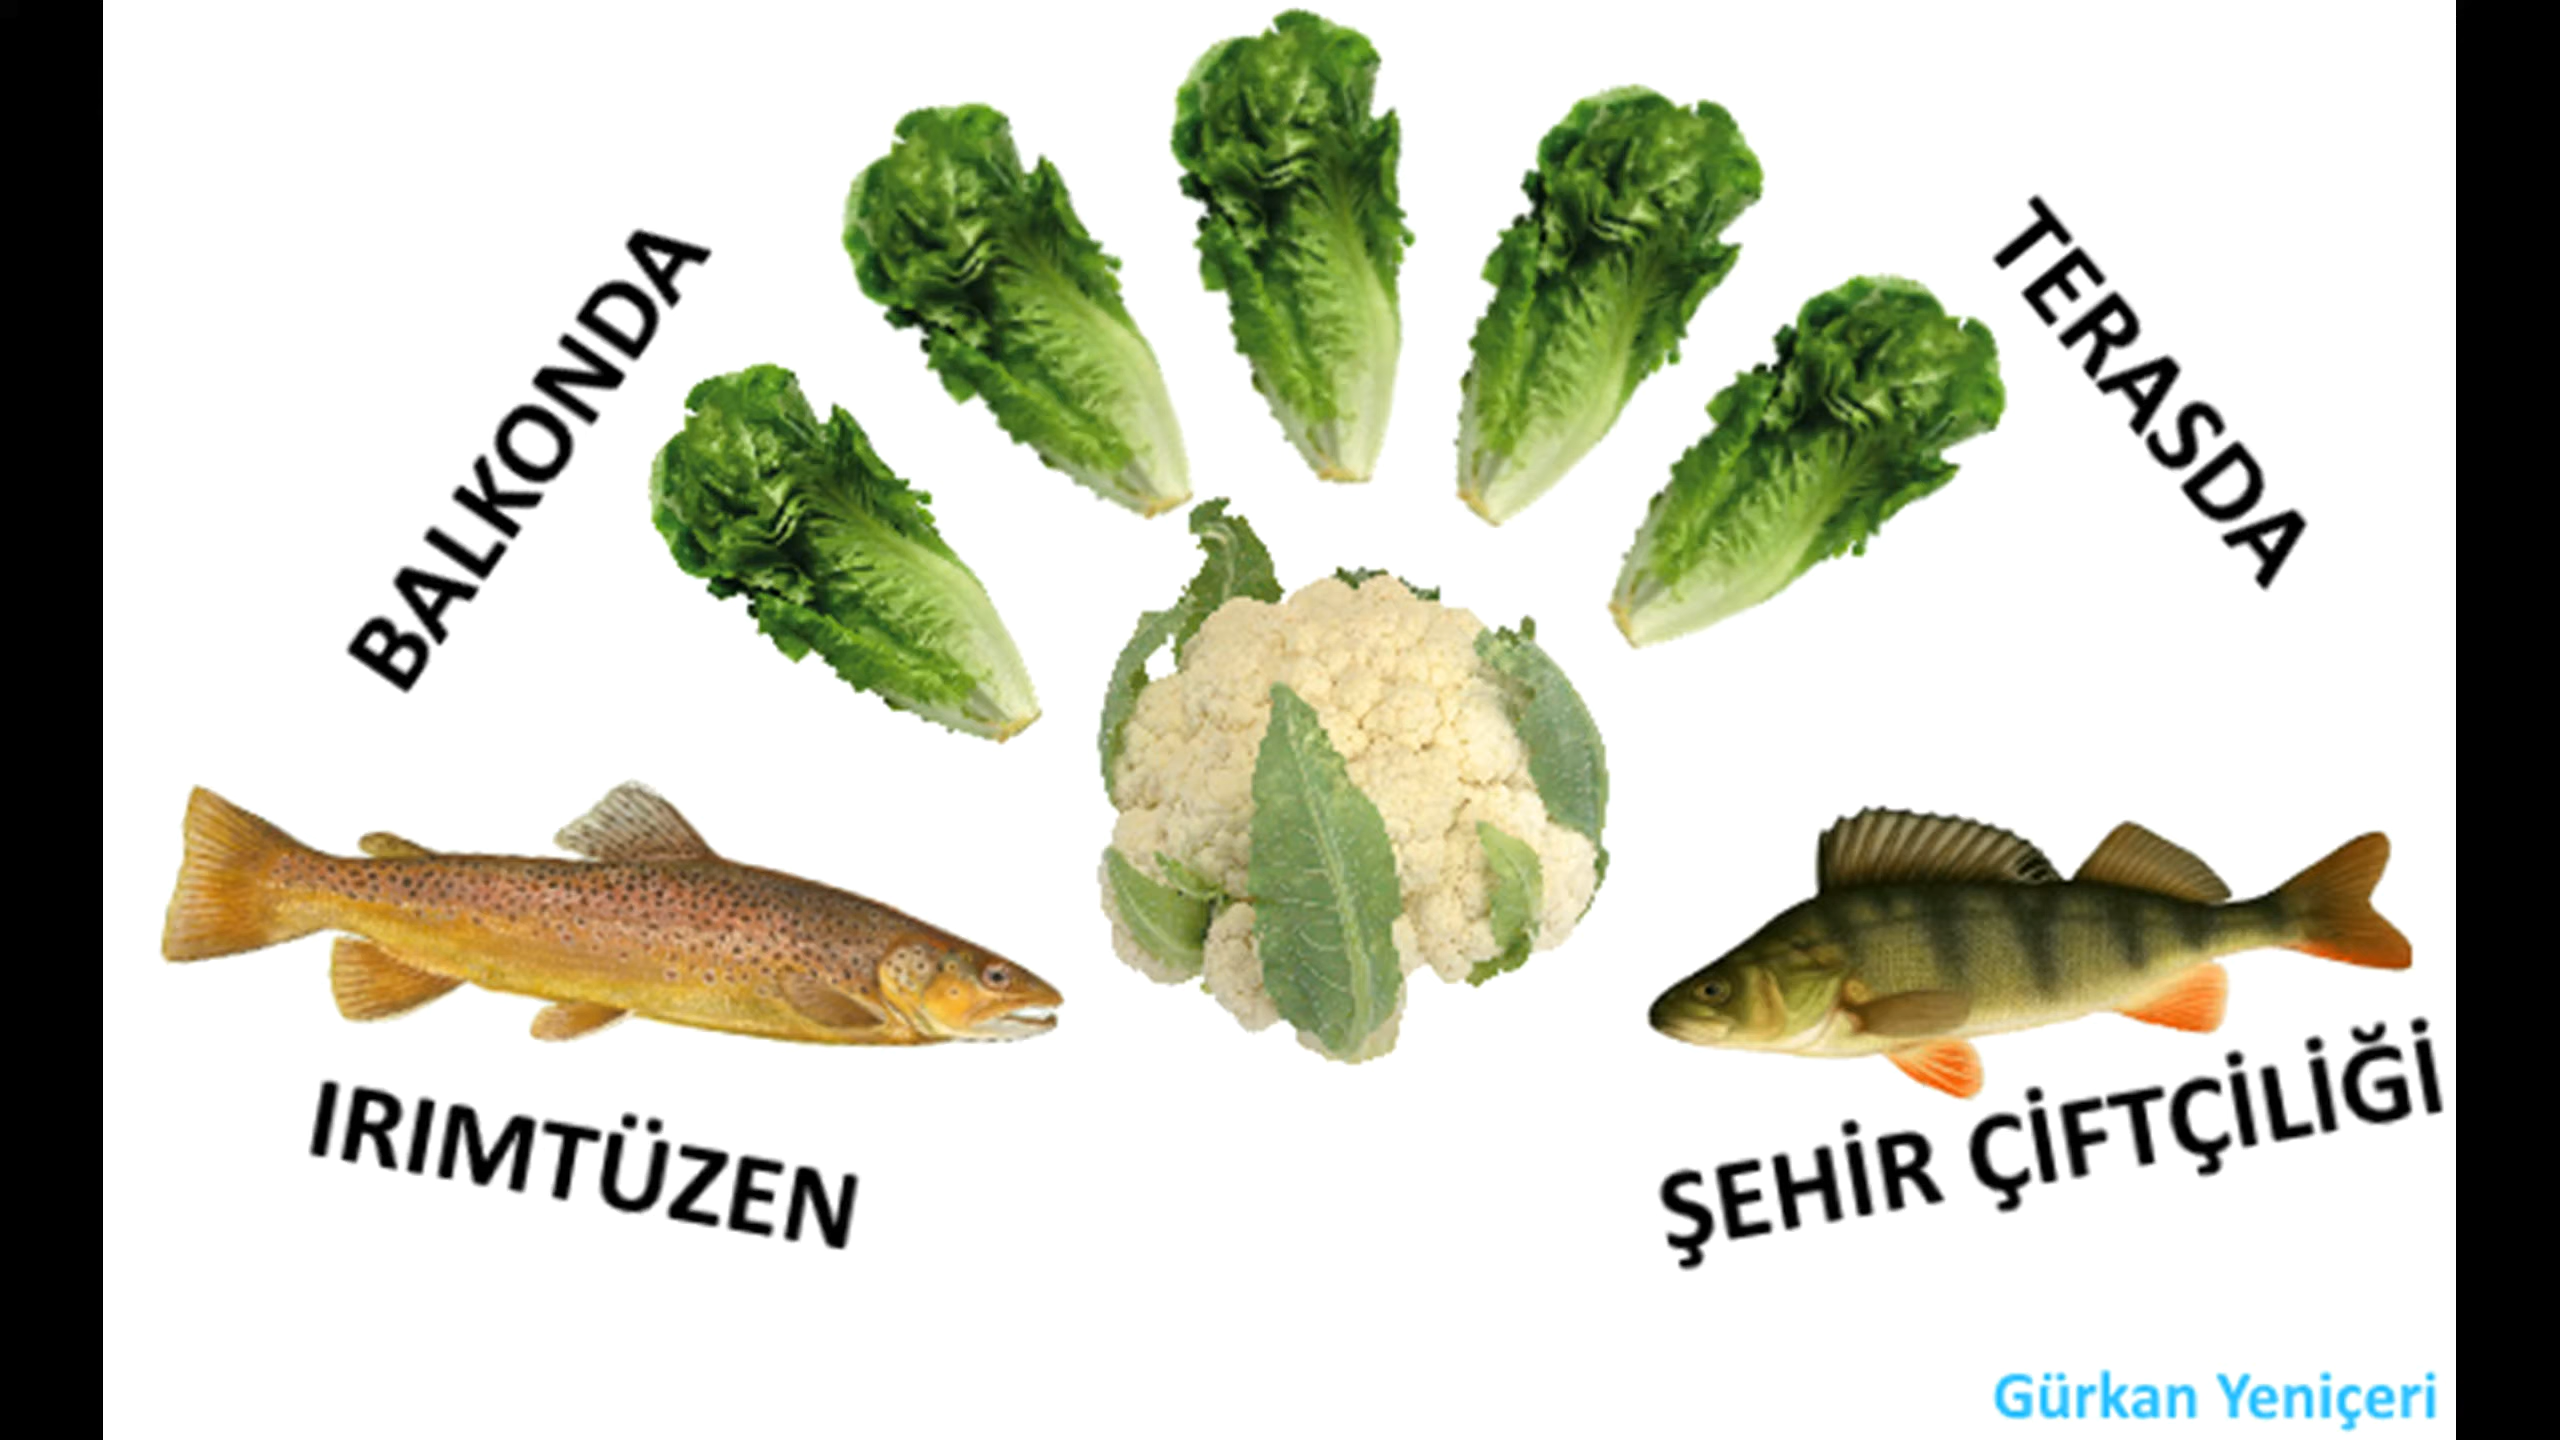 BALKONDA
TERASDA
IRIMTÜZEN
ŞEHİR ÇİFTÇİLİĞİ
Gürkan Yeniçeri